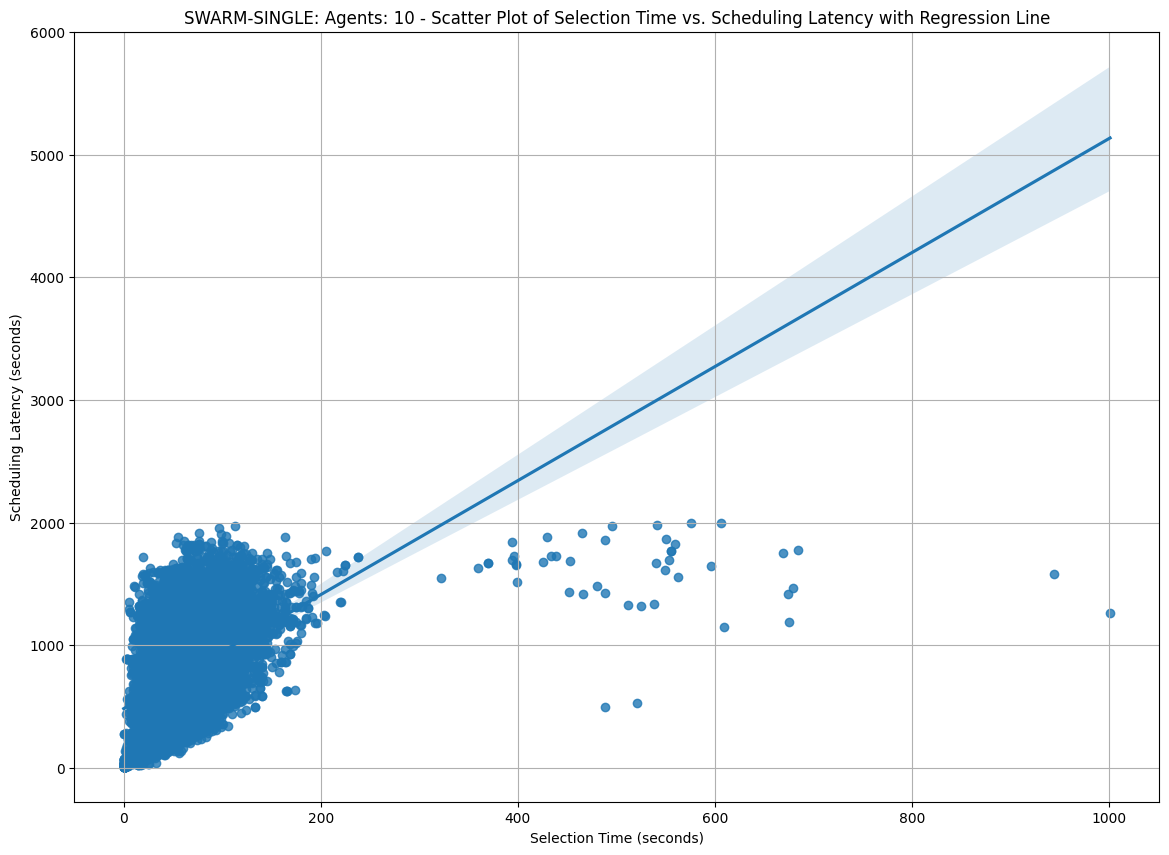 SWARM-SINGLE: Agents: 10 - Scatter Plot of Selection Time vs. Scheduling Latency with Regression Line
6000
5000
4000
3000
2000
1000
0
Scheduling Latency (seconds)
0 200 400 600 800 1000
Selection Time (seconds)